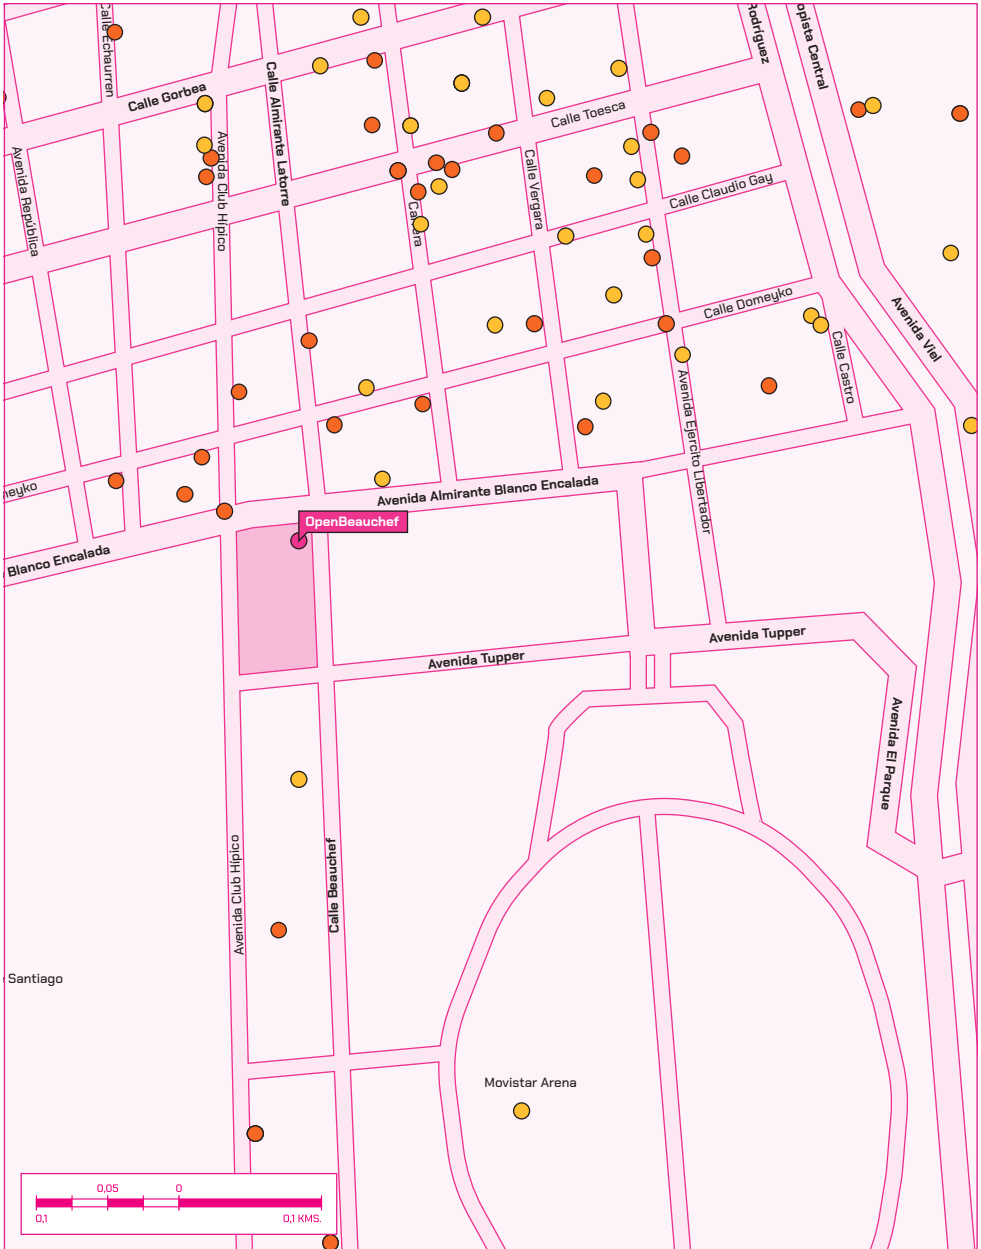 Calle Echaurren
Rodríguez
opista Central
Calle Gorbea
Calle Almirante Latorre
Calle Toesca
Avenida República
Avenida Club Hípico
Calle Vergara
Calle Claudio Gay
Calle Domeyko
Avenida Viel
Calle Castro
Avenida Ejercito Libertador
neyko
Avenida Almirante Blanco Encalada
OpenBeauchef
Blanco Encalada
Avenida Tupper
Avenida Tupper
Avenida El Parque
Avenida Club Hípico
Calle Beauchef
Santiago
Movistar Arena
0,05 0
0,1 0,1 KMS.